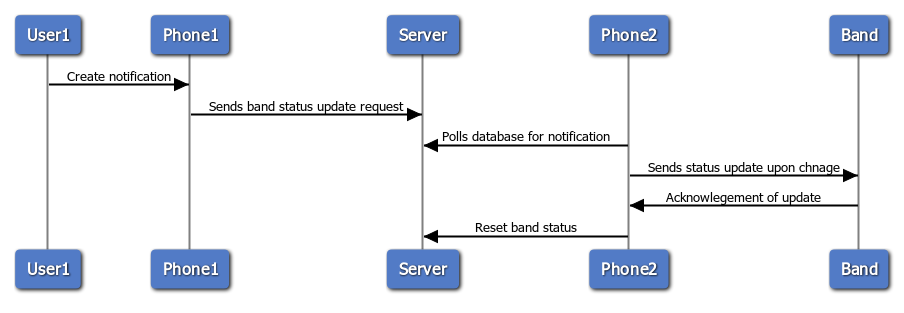 User1 Phone1 Server Phone2 Band
Create notification
Sends band status update request
Polls database for notification
Sends status update upon chnage
Acknowlegement of update
Reset band status
User1 Phone1 Server Phone2 Band